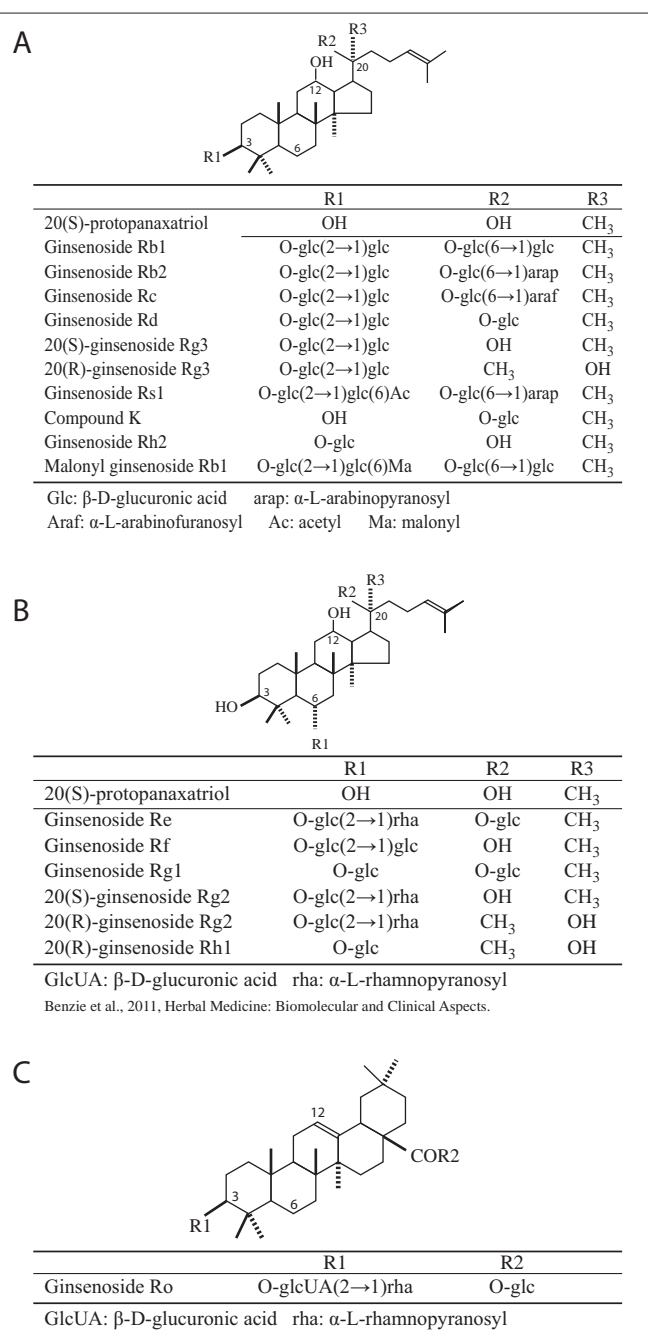 A
R2 R3
OH
20
12
3
6
R1
R1 R2 R3
20(S)-protopanaxatriol OH OH CH3
Ginsenoside Rb1 O-glc(2→1)glc O-glc(6→1)glc CH3
Ginsenoside Rb2 O-glc(2→1)glc O-glc(6→1)arap CH3
Ginsenoside Rc O-glc(2→1)glc O-glc(6→1)araf CH3
Ginsenoside Rd O-glc(2→1)glc O-glc CH3
20(S)-ginsenoside Rg3 O-glc(2→1)glc OH CH3
20(R)-ginsenoside Rg3 O-glc(2→1)glc CH3 OH
Ginsenoside Rs1 O-glc(2→1)glc(6)Ac O-glc(6→1)arap CH3
Compound K OH O-glc CH3
Ginsenoside Rh2 O-glc OH CH3
Malonyl ginsenoside Rb1 O-glc(2→1)glc(6)Ma O-glc(6→1)glc CH3
Glc: β-D-glucuronic acid arap: α-L-arabinopyranosyl
Araf: α-L-arabinofuranosyl Ac: acetyl Ma: malonyl
B
R2 R3
OH
20
12
3
6
HO
R1
R1 R2 R3
20(S)-protopanaxatriol OH OH CH3
Ginsenoside Re O-glc(2→1)rha O-glc CH3
Ginsenoside Rf O-glc(2→1)glc OH CH3
Ginsenoside Rg1 O-glc O-glc CH3
20(S)-ginsenoside Rg2 O-glc(2→1)rha OH CH3
20(R)-ginsenoside Rg2 O-glc(2→1)rha CH3 OH
20(R)-ginsenoside Rh1 O-glc CH3 OH
GlcUA: β-D-glucuronic acid rha: α-L-rhamnopyranosyl
Benzie et al., 2011, Herbal Medicine: Biomolecular and Clinical Aspects.
C
12
COR2
3
6
R1
R1 R2
Ginsenoside Ro O-glcUA(2→1)rha O-glc
GlcUA: β-D-glucuronic acid rha: α-L-rhamnopyranosyl